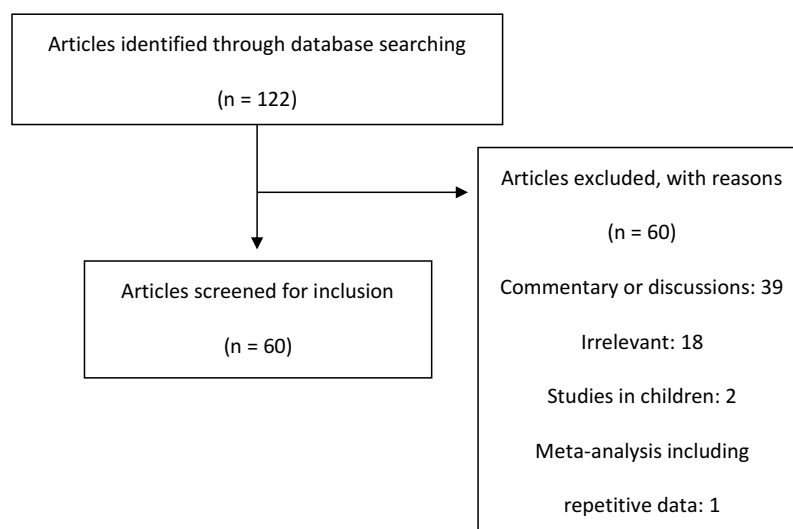 Articles identified through database searching
(n = 122)
Articles excluded, with reasons
(n = 60)
Commentary or discussions: 39
Irrelevant: 18
Studies in children: 2
Meta-analysis including
repetitive data: 1
Articles screened for inclusion
(n = 60)